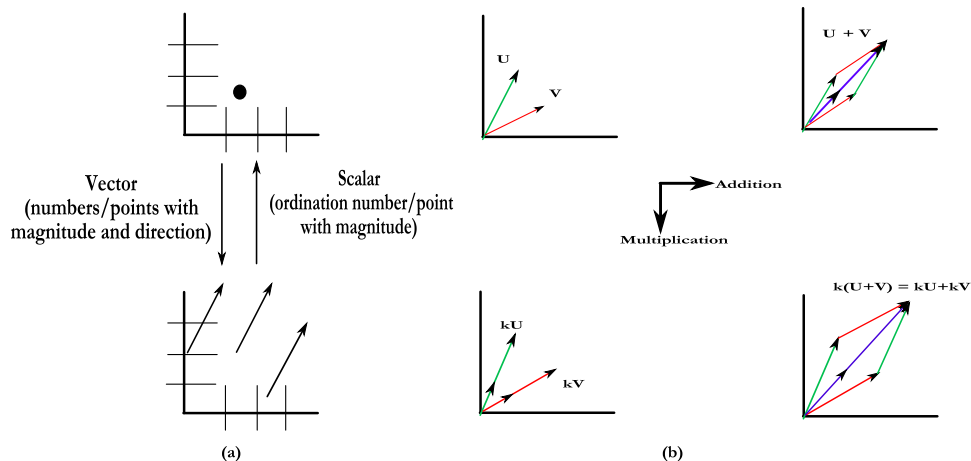 Vector
(numbers/points with
magnitude and direction)
Scalar
(ordination number/point
with magnitude)
(a)
U
V
U + V
Addition
Multiplication
kU
kV
k(U+V) = kU+kV
(b)